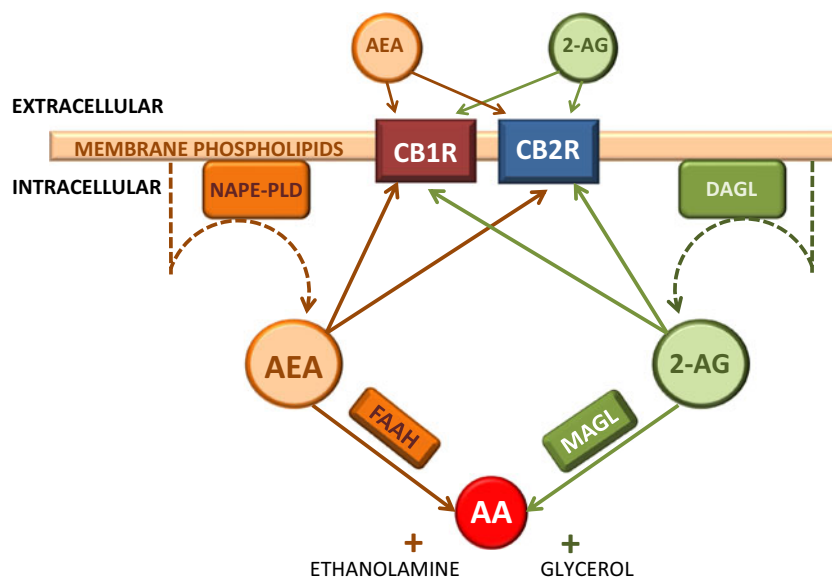 AEA
2-AG
EXTRACELLULAR
MEMBRANE PHOSPHOLIPIDS
CB1R
CB2R
INTRACELLULAR
NAPE-PLD
DAGL
AEA
2-AG
FAAH
MAGL
AA
+
+
ETHANOLAMINE
GLYCEROL